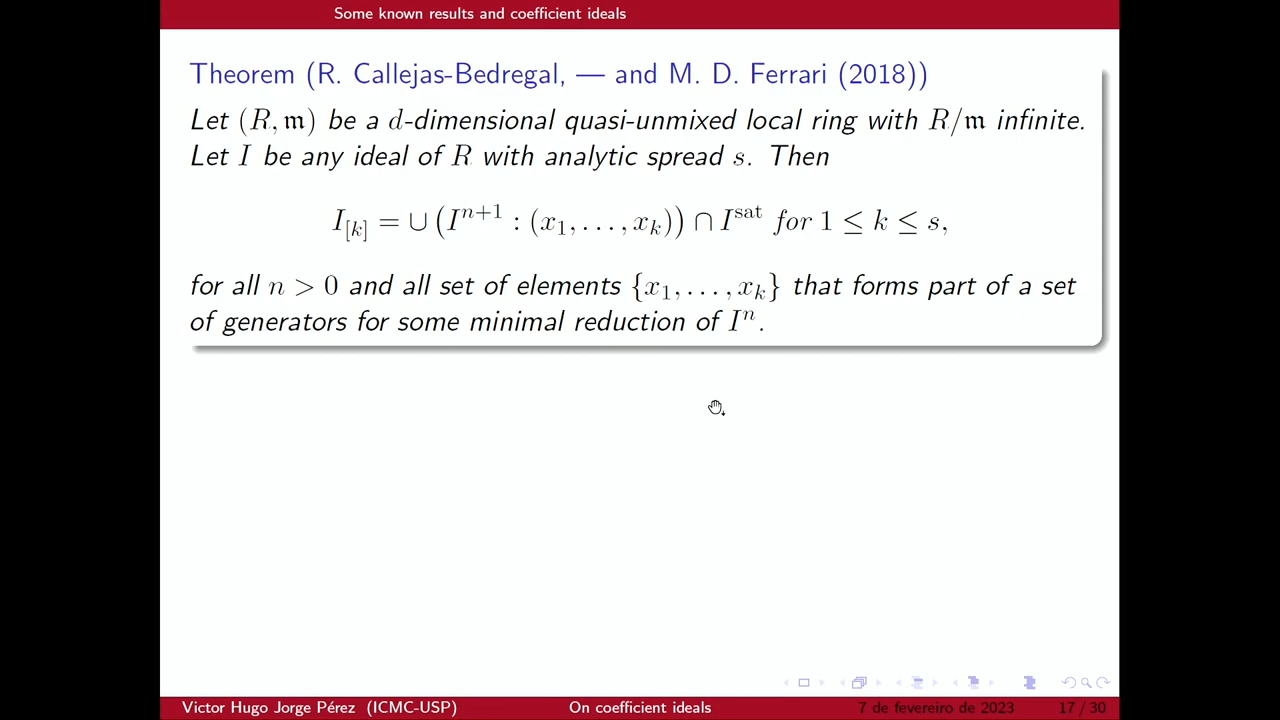 Some known results and coefficient ideals
Theorem (R. Callejas-Bedregal, — and M. D. Ferrari (2018))
Let (R, 𝔪) be a d-dimensional quasi-unmixed local ring with R/𝔪 infinite.
Let I be any ideal of R with analytic spread s. Then
I_{[k]} = ∪ (I^{n+1} : (x_1, . . . , x_k)) ∩ I^{sat} for 1 ≤ k ≤ s,
for all n > 0 and all set of elements {x_1, . . . , x_k} that forms part of a set
of generators for some minimal reduction of I^n.
Victor Hugo Jorge Pérez (ICMC-USP) On coefficient ideals 7 de fevereiro de 2023 17 / 30